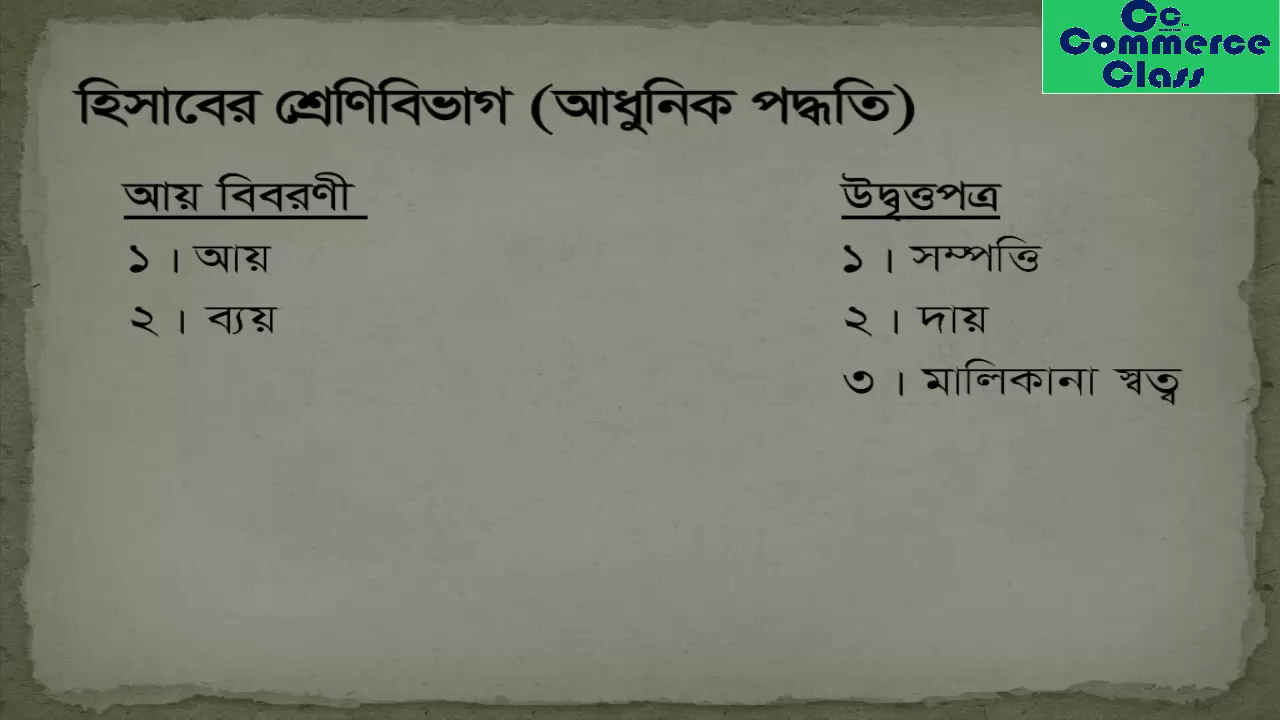 Cc
Commerce
Class
হিসাবের শ্রেণিবিভাগ (আধুনিক পদ্ধতি)
আয় বিবরণী
১ । আয়
২ । ব্যয়
উদ্বৃত্তপত্র
১ । সম্পত্তি
২ । দায়
৩ । মালিকানা স্বত্ত্ব